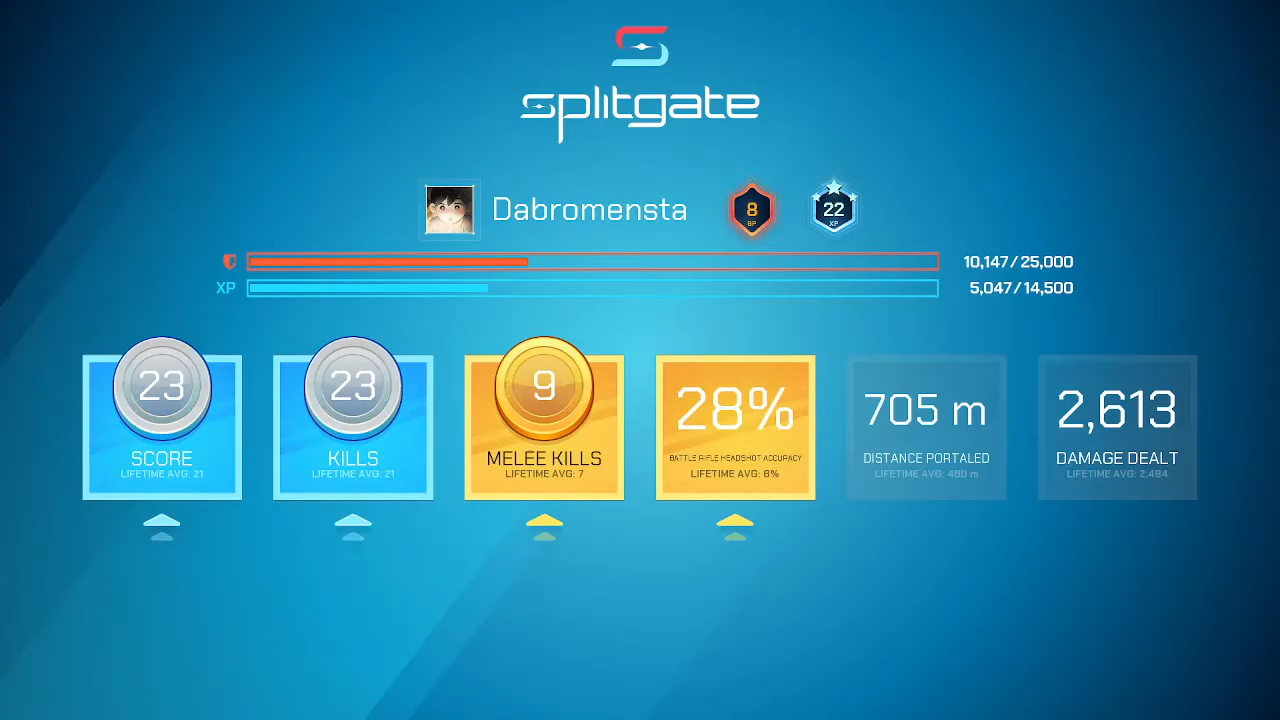 splitgate
Dabromensta
8
BP
22
XP
10,147/25,000
XP
5,047/14,500
23
SCORE
LIFETIME AVG: 21
23
KILLS
LIFETIME AVG: 21
9
MELEE KILLS
LIFETIME AVG: 7
28%
BATTLE RIFLE HEADSHOT ACCURACY
LIFETIME AVG: 8%
705 m
DISTANCE PORTALED
LIFETIME AVG: 480 m
2,613
DAMAGE DEALT
LIFETIME AVG: 2,494